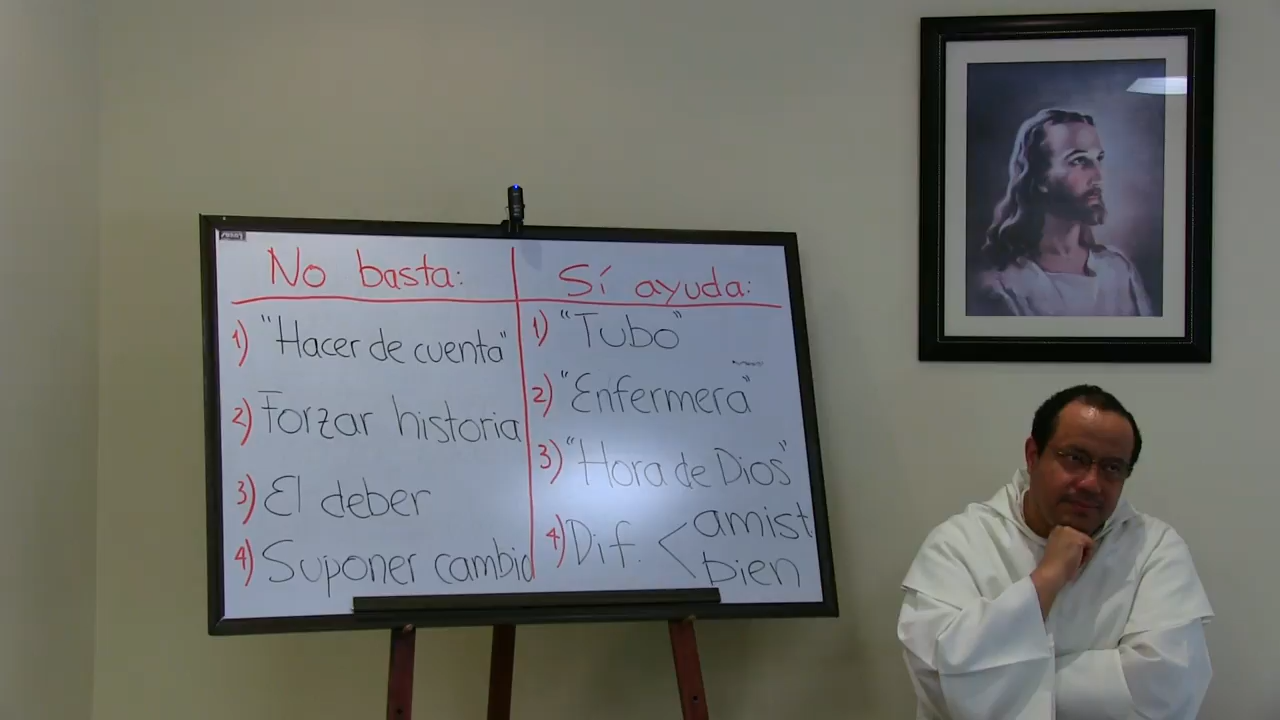 No basta:
1) "Hacer de cuenta"
2) Forzar historia
3) El deber
4) Suponer cambio
Sí ayuda:
1) "Tubo"
2) "Enfermera"
3) "Hora de Dios"
4) Dif. < amist
bien